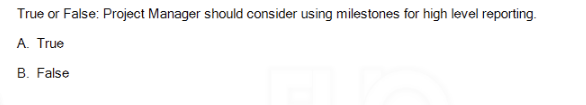 True or False: Project Manager should consider using milestones for high level reporting.
A. True
B. False